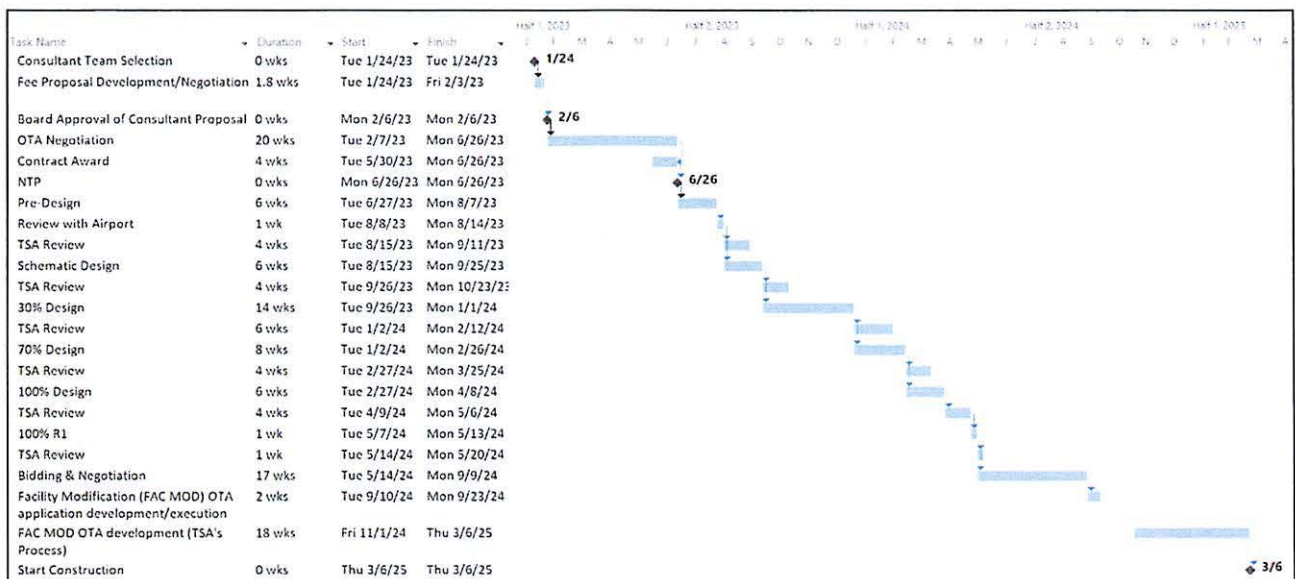 Half 1, 2023 Half 2, 2023 Half 1, 2024 Half 2, 2024 Half 1, 2025
Task Name Duration Start Finish J F M A M J J A S O N D J F M A M J J A S O N D J F M A
Consultant Team Selection 0 wks Tue 1/24/23 Tue 1/24/23 1/24
Fee Proposal Development/Negotiation 1.8 wks Tue 1/24/23 Fri 2/3/23
Board Approval of Consultant Proposal 0 wks Mon 2/6/23 Mon 2/6/23 2/6
OTA Negotiation 20 wks Tue 2/7/23 Mon 6/26/23
Contract Award 4 wks Tue 5/30/23 Mon 6/26/23
NTP 0 wks Mon 6/26/23 Mon 6/26/23 6/26
Pre-Design 6 wks Tue 6/27/23 Mon 8/7/23
Review with Airport 1 wk Tue 8/8/23 Mon 8/14/23
TSA Review 4 wks Tue 8/15/23 Mon 9/11/23
Schematic Design 6 wks Tue 8/15/23 Mon 9/25/23
TSA Review 4 wks Tue 9/26/23 Mon 10/23/23
30% Design 14 wks Tue 9/26/23 Mon 1/1/24
TSA Review 6 wks Tue 1/2/24 Mon 2/12/24
70% Design 8 wks Tue 1/2/24 Mon 2/26/24
TSA Review 4 wks Tue 2/27/24 Mon 3/25/24
100% Design 6 wks Tue 2/27/24 Mon 4/8/24
TSA Review 4 wks Tue 4/9/24 Mon 5/6/24
100% R1 1 wk Tue 5/7/24 Mon 5/13/24
TSA Review 1 wk Tue 5/14/24 Mon 5/20/24
Bidding & Negotiation 17 wks Tue 5/14/24 Mon 9/9/24
Facility Modification (FAC MOD) OTA 2 wks Tue 9/10/24 Mon 9/23/24
application development/execution
FAC MOD OTA development (TSA's 18 wks Fri 11/1/24 Thu 3/6/25
Process)
Start Construction 0 wks Thu 3/6/25 Thu 3/6/25 3/6